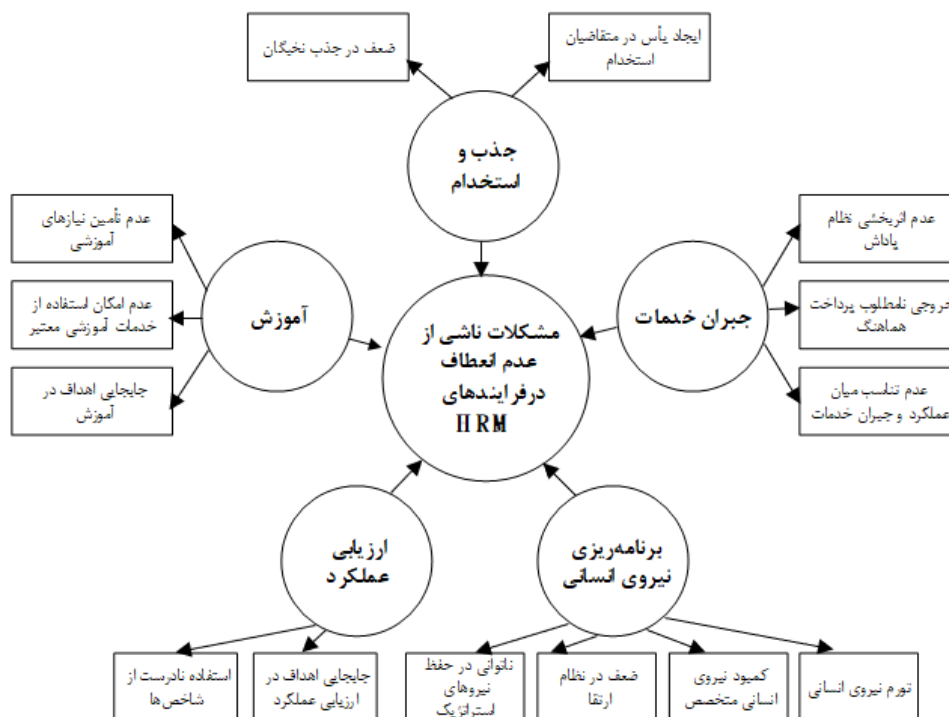 ایجاد یأس در متقاضیان
استخدام
ضعف در جذب نخبگان
جذب و
استخدام
عدم اثربخشی نظام
پاداش
خروجی نامطلوب پرداخت
هماهنگ
عدم تناسب میان
عملکرد و جبران خدمات
جبران خدمات
مشکلات ناشی از
عدم انعطاف
درفرایندهای
HRM
آموزش
عدم تأمین نیازهای
آموزشی
عدم امکان استفاده از
خدمات آموزشی معتبر
جابجایی اهداف در
آموزش
برنامه‌ریزی
نیروی انسانی
ارزیابی
عملکرد
تورم نیروی انسانی
کمبود نیروی
انسانی متخصص
ضعف در نظام
ارتقا
ناتوانی در حفظ
نیروهای
استراتژیک
جابجایی اهداف در
ارزیابی عملکرد
استفاده نادرست از
شاخص‌ها